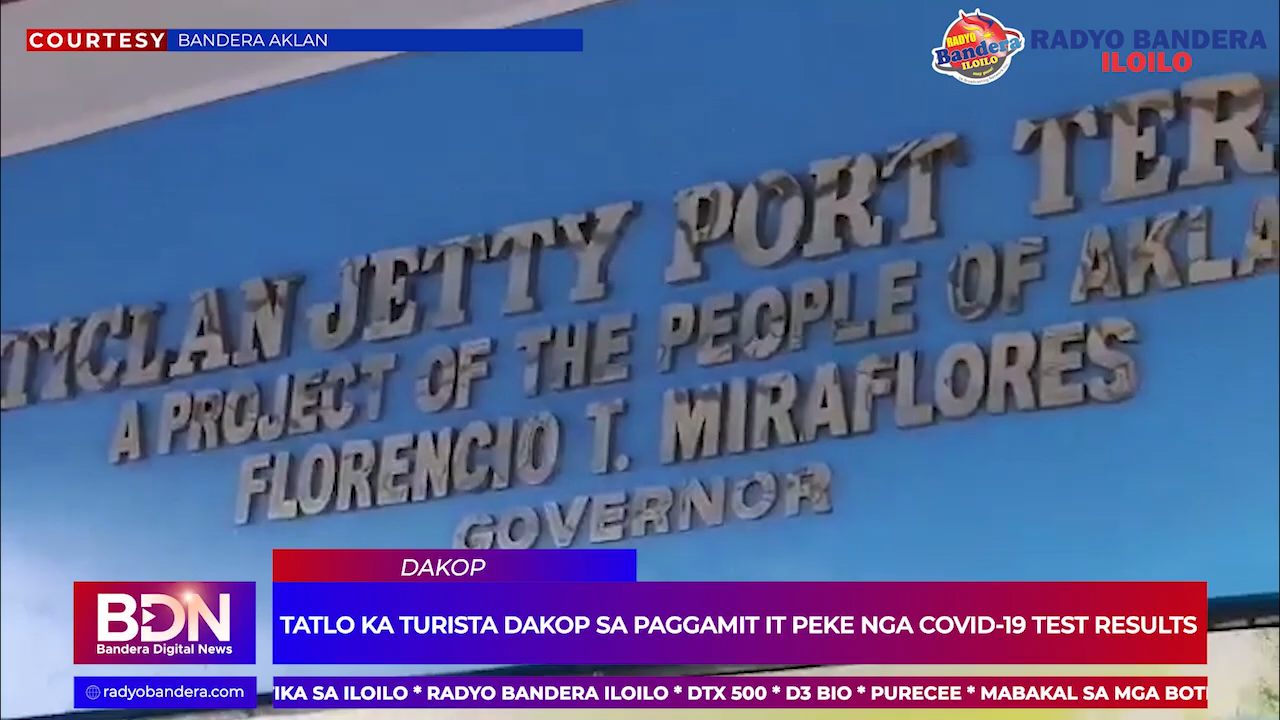 COURTESY BANDERA AKLAN
RADYO Bandera ILOILO
RADYO BANDERA
ILOILO
TICLAN JETTY PORT TER
A PROJECT OF THE PEOPLE OF AKLA
FLORENCIO T. MIRAFLORES
GOVERNOR
DAKOP
BDN
Bandera Digital News
TATLO KA TURISTA DAKOP SA PAGGAMIT IT PEKE NGA COVID-19 TEST RESULTS
radyobandera.com
IKA SA ILOILO * RADYO BANDERA ILOILO * DTX 500 * D3 BIO * PURECEE * MABAKAL SA MGA BOTI